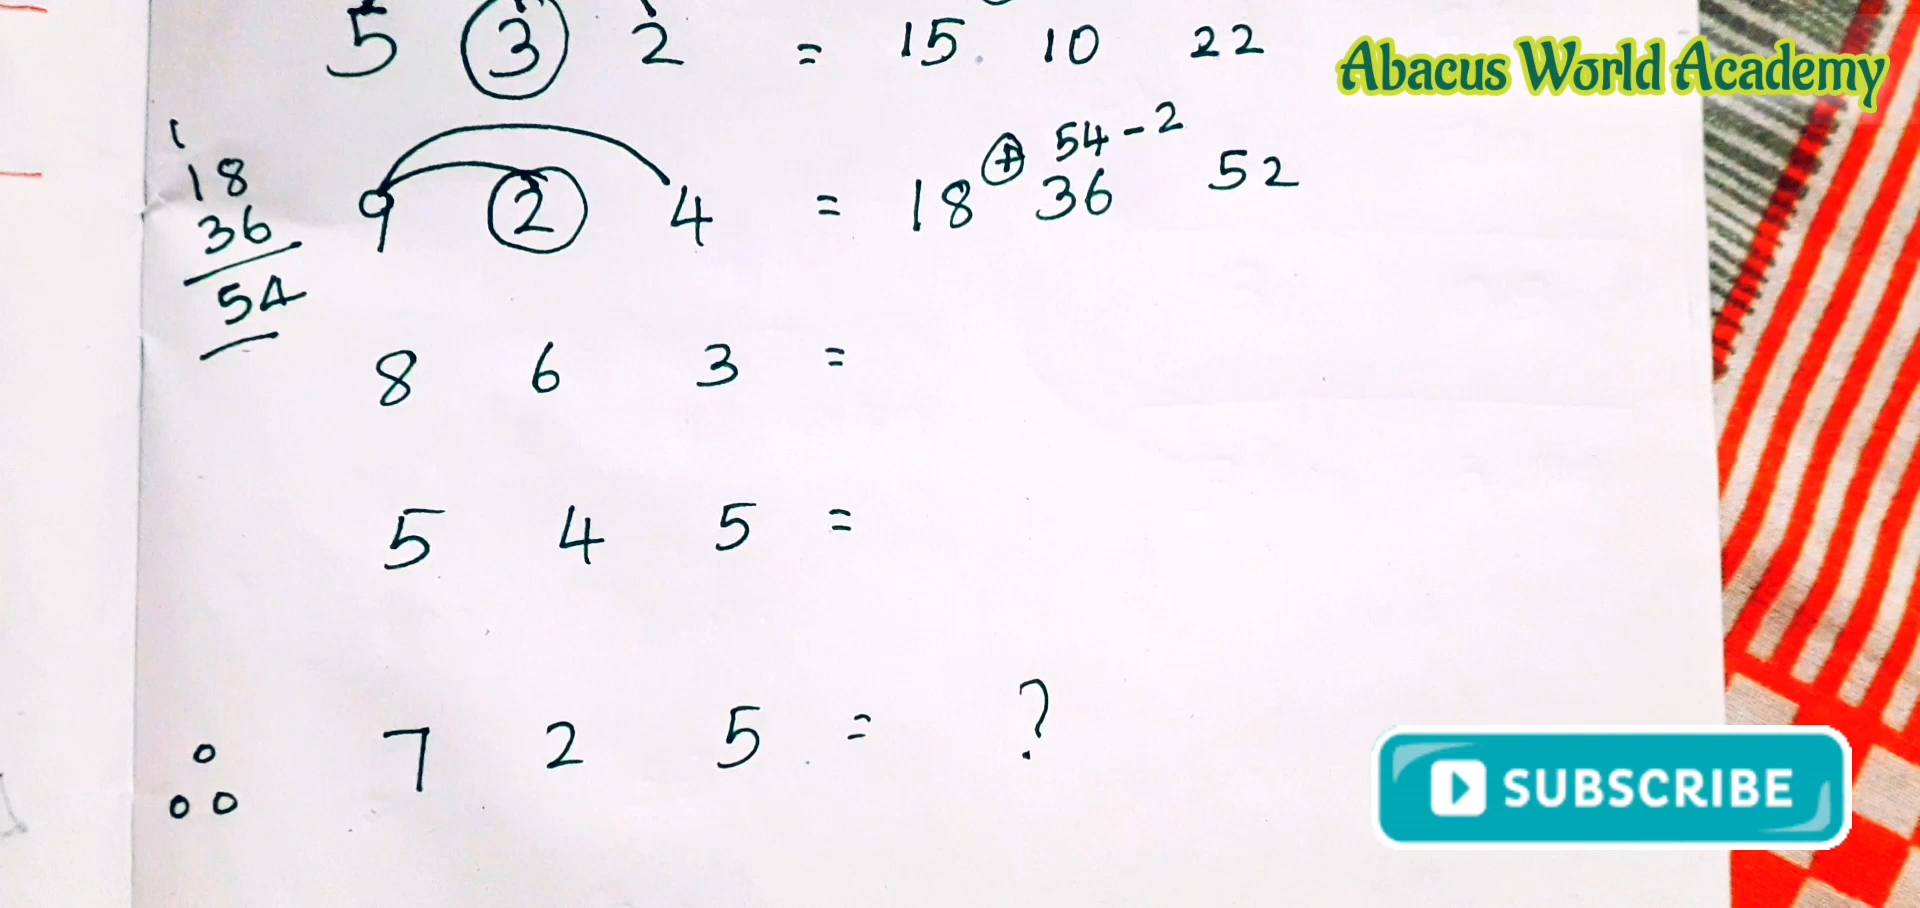 5 3 2 = 15 10 22
Abacus World Academy
1
18
36
54
54-2
9 2 4 = 18 + 36 52
8 6 3 =
5 4 5 =
∴ 7 2 5 = ?
SUBSCRIBE